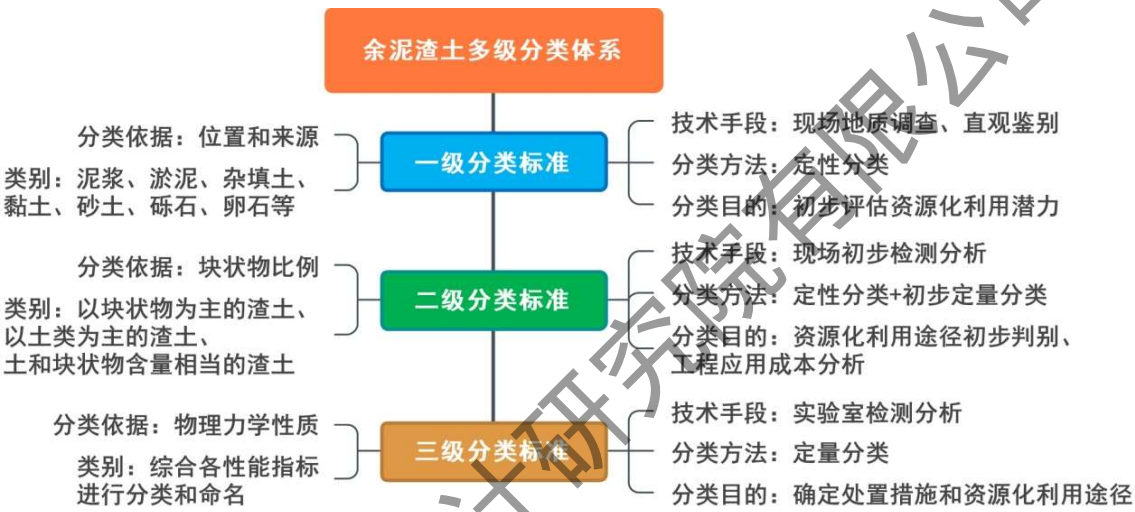 余泥渣土多级分类体系
分类依据：位置和来源
类别：泥浆、淤泥、杂填土、
黏土、砂土、砾石、卵石等
一级分类标准
技术手段：现场地质调查、直观鉴别
分类方法：定性分类
分类目的：初步评估资源化利用潜力
分类依据：块状物比例
类别：以块状物为主的渣土、
以土类为主的渣土、
土和块状物含量相当的渣土
二级分类标准
技术手段：现场初步检测分析
分类方法：定性分类+初步定量分类
分类目的：资源化利用途径初步判别、
工程应用成本分析
分类依据：物理力学性质
类别：综合各性能指标
进行分类和命名
三级分类标准
技术手段：实验室检测分析
分类方法：定量分类
分类目的：确定处置措施和资源化利用途径
计研究院有限公司